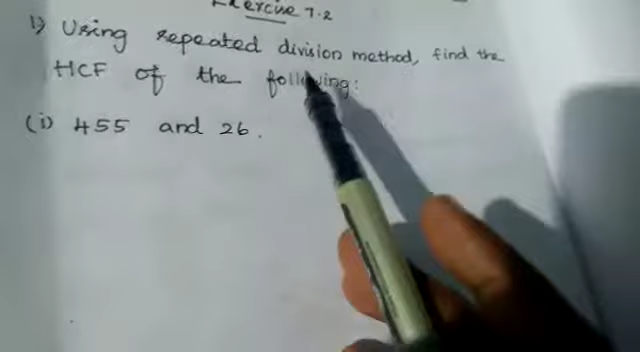 Exercise 7.2
1) Using repeated division method, find the
HCF of the following:
(i) 455 and 26.